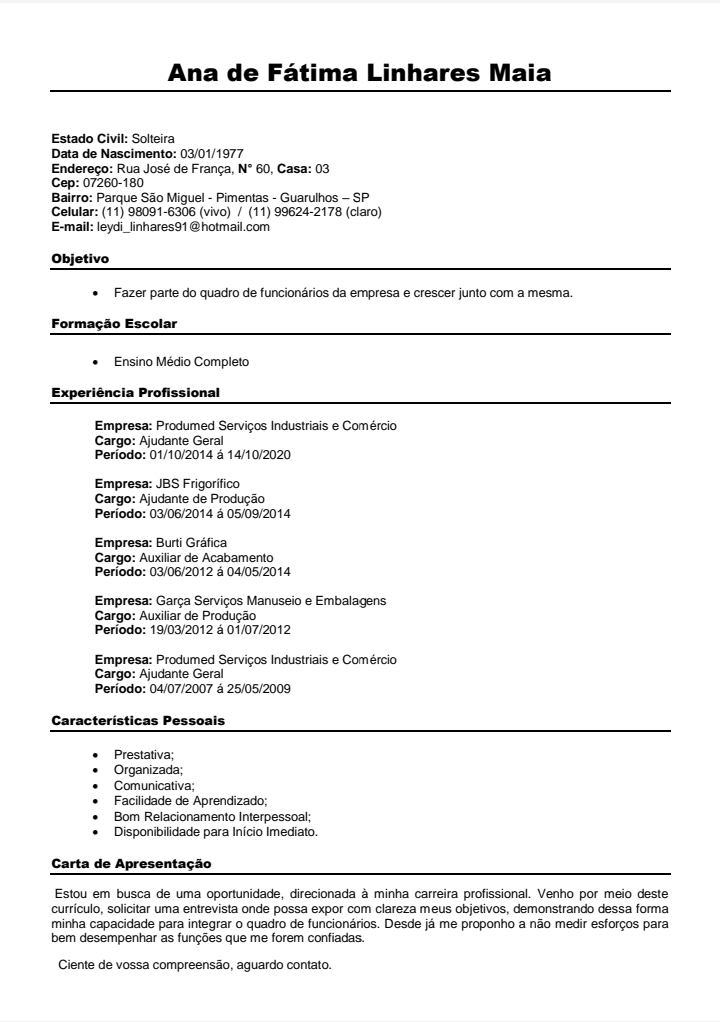 Ana de Fátima Linhares Maia
Estado Civil: Solteira
Data de Nascimento: 03/01/1977
Endereço: Rua José de França, N° 60, Casa: 03
Cep: 07260-180
Bairro: Parque São Miguel - Pimentas - Guarulhos – SP
Celular: (11) 98091-6306 (vivo) / (11) 99624-2178 (claro)
E-mail: leydi_linhares91@hotmail.com
Objetivo
• Fazer parte do quadro de funcionários da empresa e crescer junto com a mesma.
Formação Escolar
• Ensino Médio Completo
Experiência Profissional
Empresa: Produmed Serviços Industriais e Comércio
Cargo: Ajudante Geral
Período: 01/10/2014 á 14/10/2020
Empresa: JBS Frigorífico
Cargo: Ajudante de Produção
Período: 03/06/2014 á 05/09/2014
Empresa: Burti Gráfica
Cargo: Auxiliar de Acabamento
Período: 03/06/2012 á 04/05/2014
Empresa: Garça Serviços Manuseio e Embalagens
Cargo: Auxiliar de Produção
Período: 19/03/2012 á 01/07/2012
Empresa: Produmed Serviços Industriais e Comércio
Cargo: Ajudante Geral
Período: 04/07/2007 á 25/05/2009
Características Pessoais
• Prestativa;
• Organizada;
• Comunicativa;
• Facilidade de Aprendizado;
• Bom Relacionamento Interpessoal;
• Disponibilidade para Início Imediato.
Carta de Apresentação
Estou em busca de uma oportunidade, direcionada à minha carreira profissional. Venho por meio deste
currículo, solicitar uma entrevista onde possa expor com clareza meus objetivos, demonstrando dessa forma
minha capacidade para integrar o quadro de funcionários. Desde já me proponho a não medir esforços para
bem desempenhar as funções que me forem confiadas.
Ciente de vossa compreensão, aguardo contato.